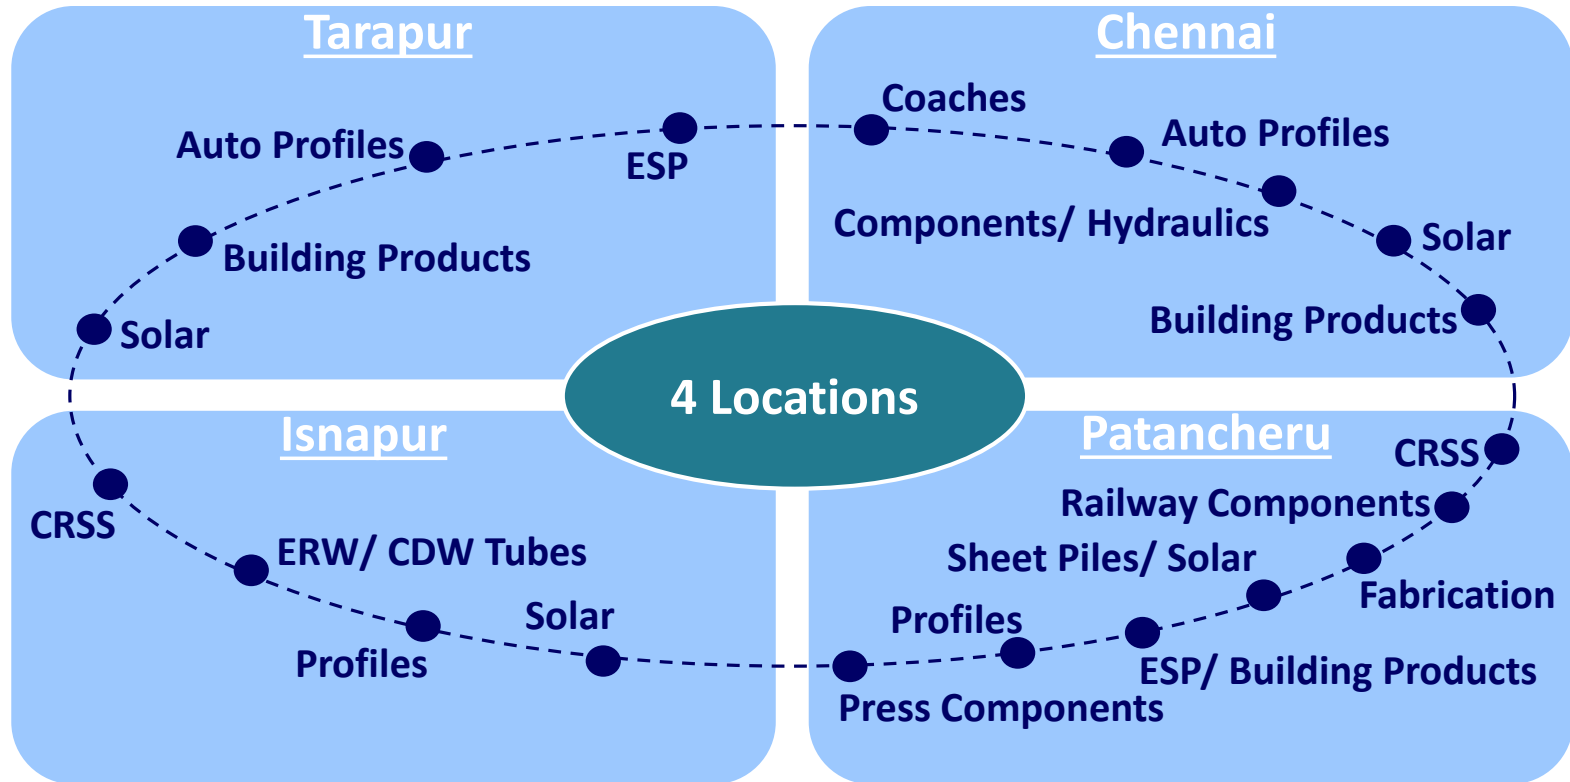 Tarapur
Auto Profiles
ESP
Building Products
Solar
Chennai
Coaches
Auto Profiles
Components/ Hydraulics
Solar
Building Products
4 Locations
Isnapur
CRSS
ERW/ CDW Tubes
Solar
Profiles
Patancheru
CRSS
Railway Components
Sheet Piles/ Solar
Fabrication
Profiles
ESP/ Building Products
Press Components